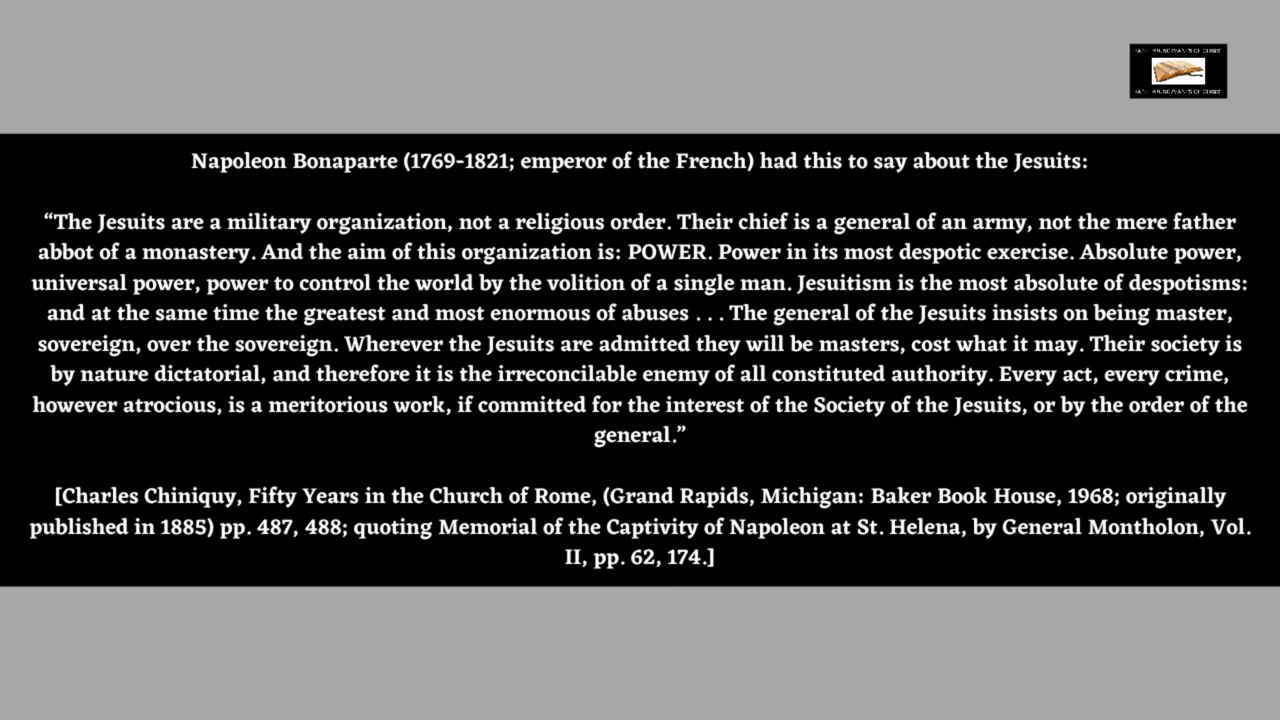 Napoleon Bonaparte (1769-1821; emperor of the French) had this to say about the Jesuits:
“The Jesuits are a military organization, not a religious order. Their chief is a general of an army, not the mere father
abbot of a monastery. And the aim of this organization is: POWER. Power in its most despotic exercise. Absolute power,
universal power, power to control the world by the volition of a single man. Jesuitism is the most absolute of despotisms:
and at the same time the greatest and most enormous of abuses . . . The general of the Jesuits insists on being master,
sovereign, over the sovereign. Wherever the Jesuits are admitted they will be masters, cost what it may. Their society is
by nature dictatorial, and therefore it is the irreconcilable enemy of all constituted authority. Every act, every crime,
however atrocious, is a meritorious work, if committed for the interest of the Society of the Jesuits, or by the order of the
general.”
[Charles Chiniquy, Fifty Years in the Church of Rome, (Grand Rapids, Michigan: Baker Book House, 1968; originally
published in 1885) pp. 487, 488; quoting Memorial of the Captivity of Napoleon at St. Helena, by General Montholon, Vol.
II, pp. 62, 174.]